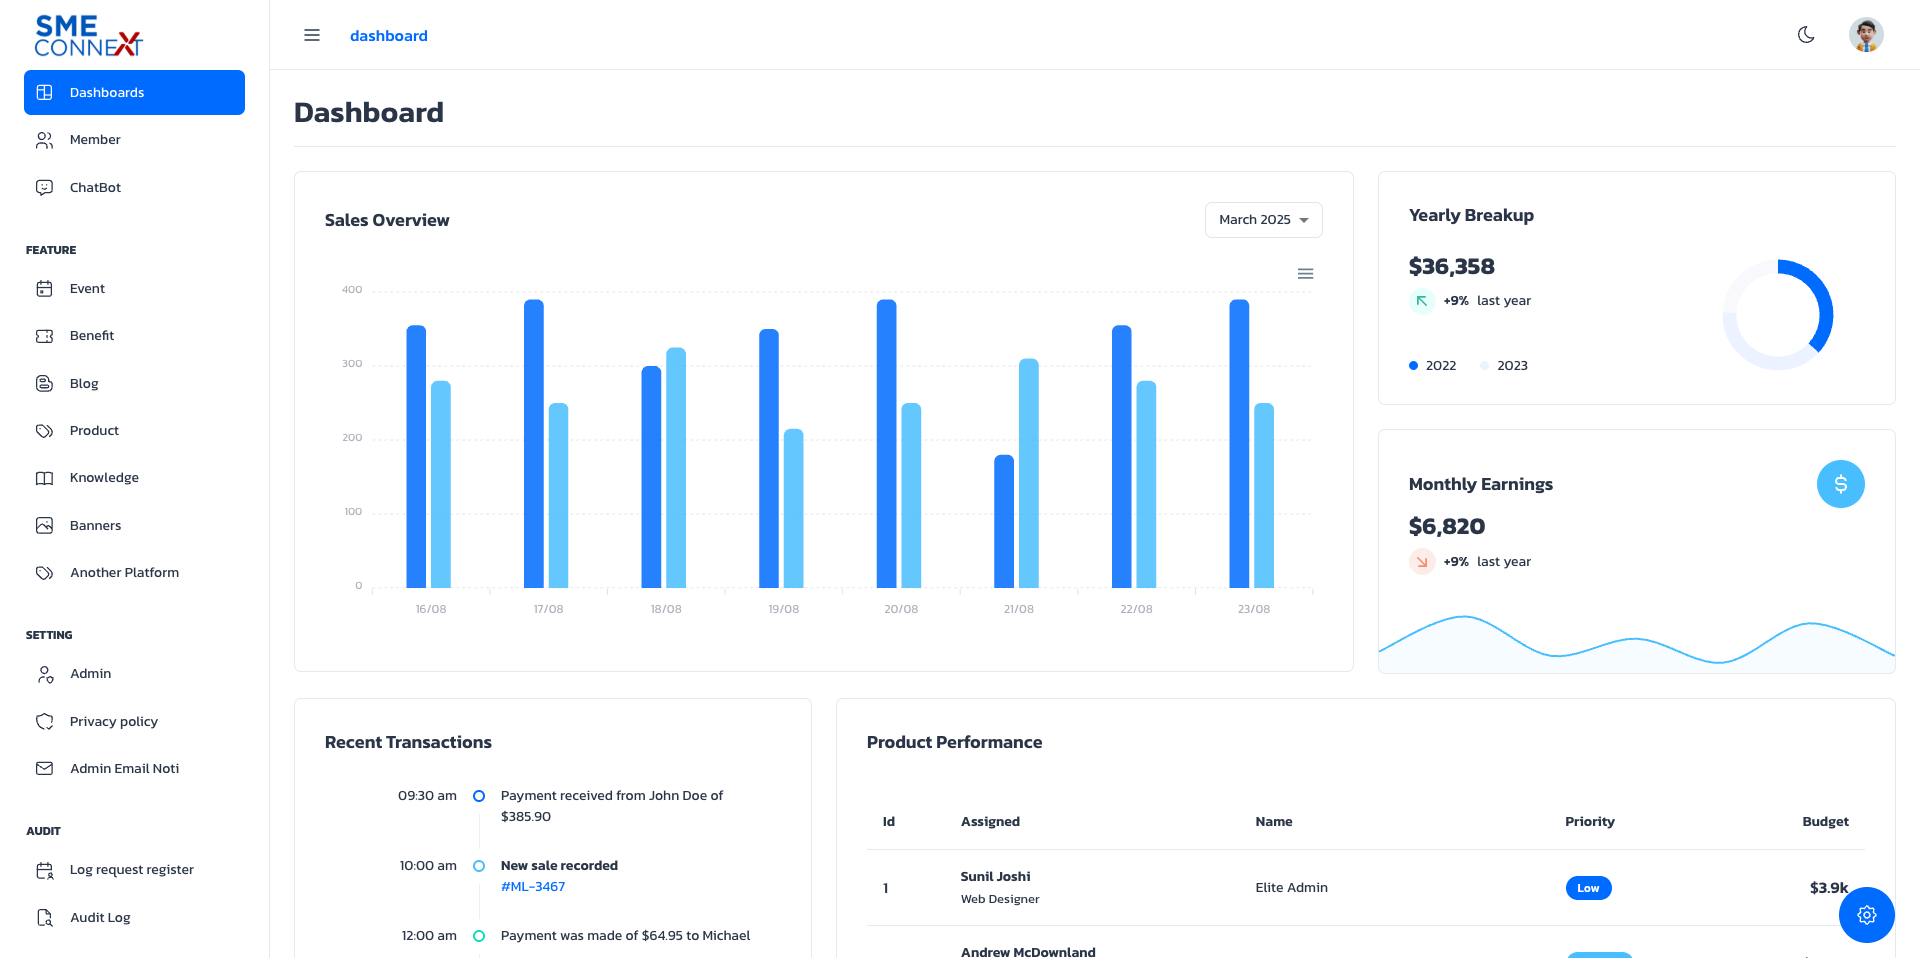 SME
CONNEXT
Dashboards
Member
ChatBot
FEATURE
Event
Benefit
Blog
Product
Knowledge
Banners
Another Platform
SETTING
Admin
Privacy policy
Admin Email Noti
AUDIT
Log request register
Audit Log
dashboard
Dashboard
Sales Overview
March 2025
400
300
200
100
0
16/08 17/08 18/08 19/08 20/08 21/08 22/08 23/08
Yearly Breakup
$36,358
+9% last year
2022 2023
Monthly Earnings
$
$6,820
+9% last year
Recent Transactions
09:30 am Payment received from John Doe of
$385.90
10:00 am New sale recorded
#ML-3467
12:00 am Payment was made of $64.95 to Michael
Product Performance
Id Assigned Name Priority Budget
1 Sunil Joshi Elite Admin Low $3.9k
Web Designer
Andrew McDownland